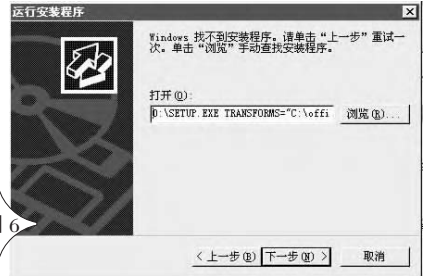 运行安装程序
Windows 找不到安装程序。请单击“上一步”重试一
次。单击“浏览”手动查找安装程序。
打开(O):
D:\SETUP.EXE TRANSFORMS="C:\offi
浏览(R)...
16
<上一步(B)
下一步(N)>
取消